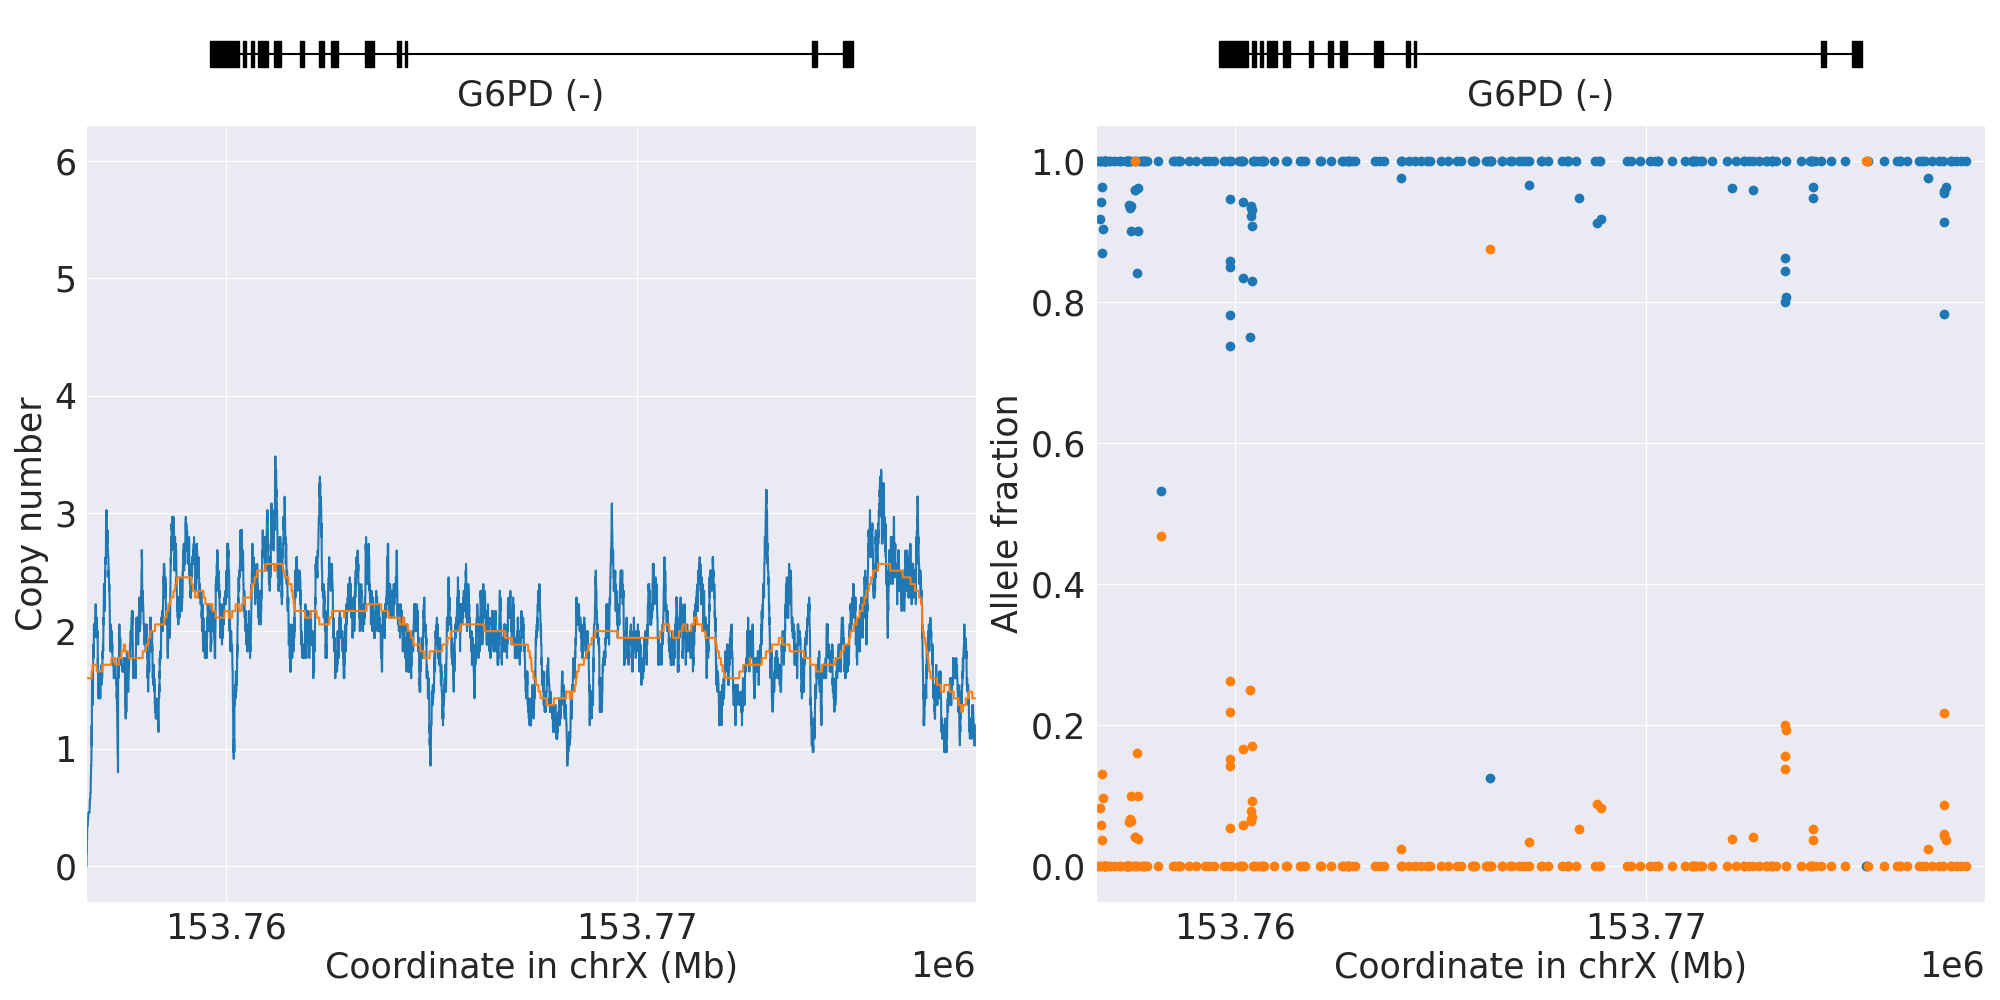 G6PD (-)
6
5
4
3
2
1
0
Copy number
153.76
153.77
Coordinate in chrX (Mb)
1e6
G6PD (-)
1.0
0.8
0.6
0.4
0.2
0.0
Allele fraction
153.76
153.77
Coordinate in chrX (Mb)
1e6